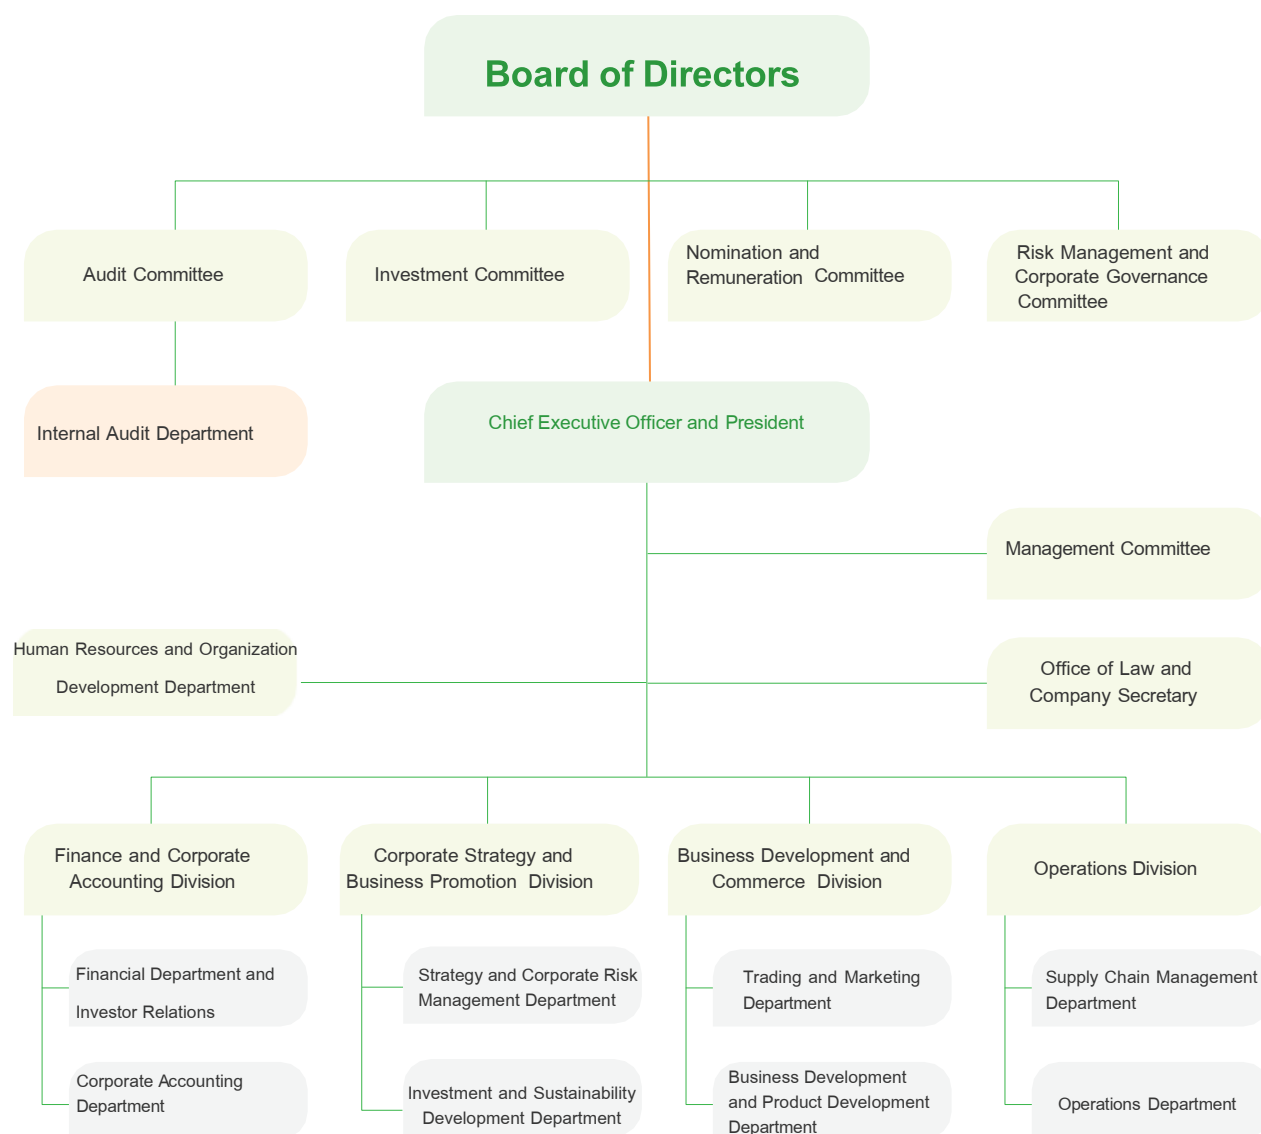 Board of Directors
Audit Committee
Investment Committee
Nomination and
Remuneration Committee
Risk Management and
Corporate Governance
Committee
Internal Audit Department
Chief Executive Officer and President
Management Committee
Human Resources and Organization
Development Department
Office of Law and
Company Secretary
Finance and Corporate
Accounting Division
Corporate Strategy and
Business Promotion Division
Business Development and
Commerce Division
Operations Division
Financial Department and
Investor Relations
Strategy and Corporate Risk
Management Department
Trading and Marketing
Department
Supply Chain Management
Department
Corporate Accounting
Department
Investment and Sustainability
Development Department
Business Development
and Product Development
Department
Operations Department